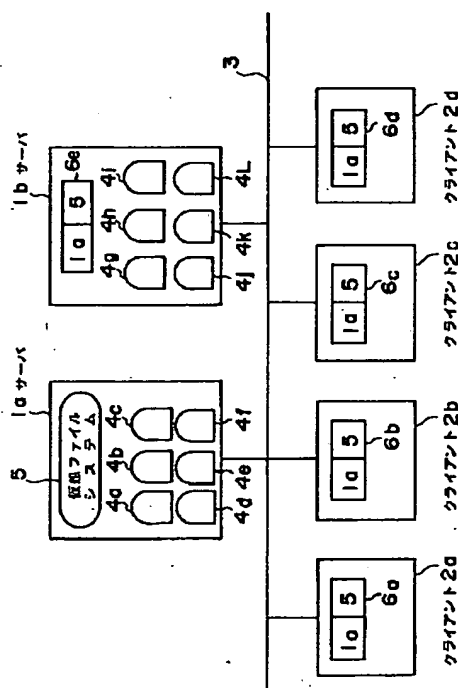 1a サーバ
1b サーバ
5
仮想ファイル
システム
1a 5
6e
4a 4b 4c
4g 4h 4i
4d 4e 4f
4j 4k 4L
3
1a 5
6a
1a 5
6b
1a 5
6c
1a 5
6d
クライアント2a
クライアント2b
クライアント2c
クライアント2d